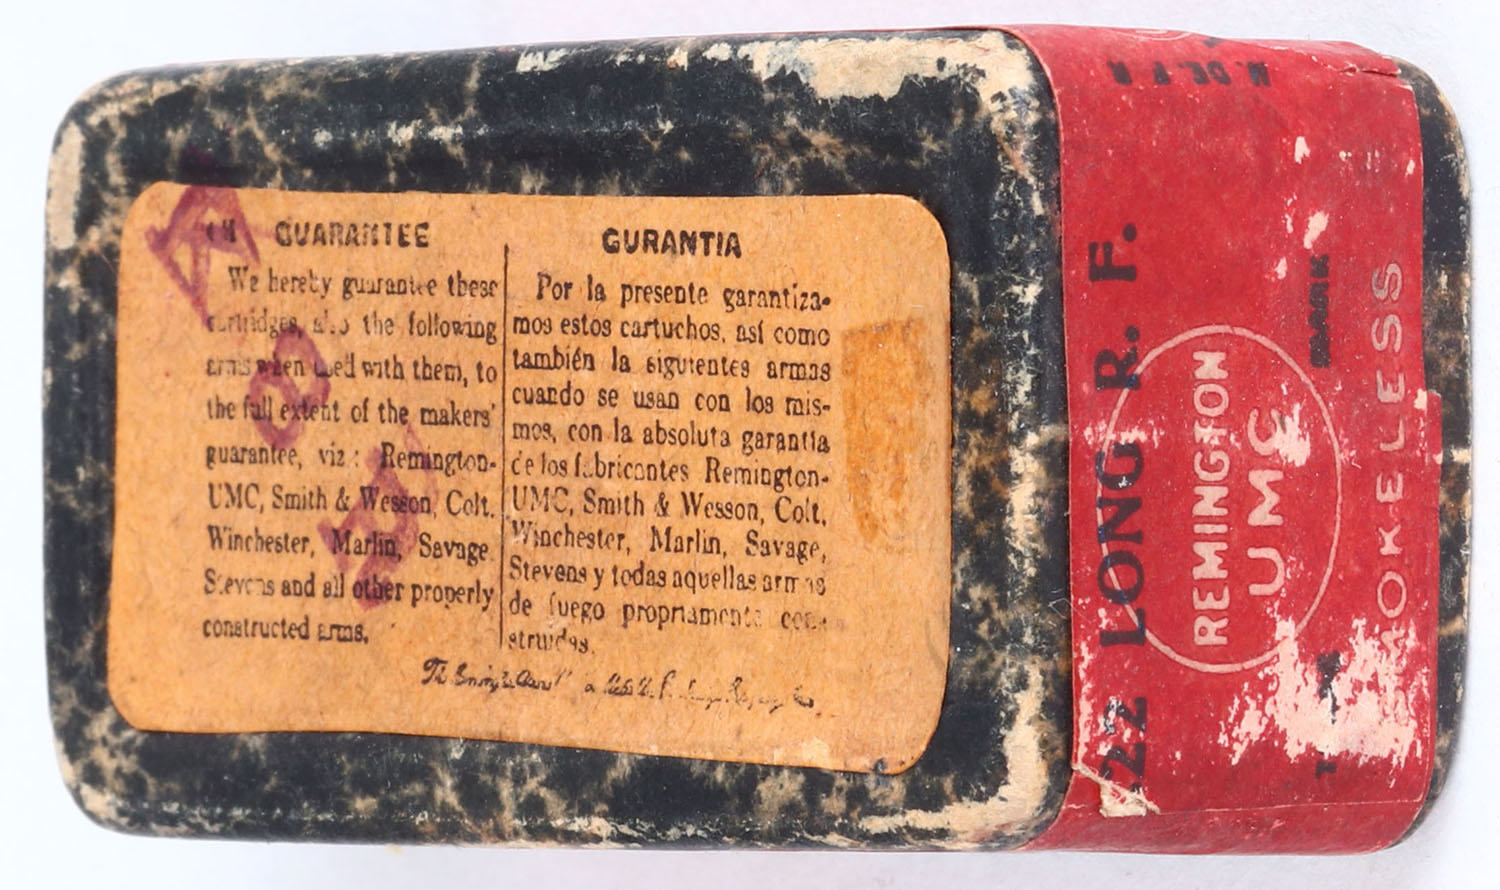 GUARANTEE
We hereby guarantee these
cartridges, also the following
arms when used with them, to
the full extent of the makers'
guarantee, viz: Remington-
UMC, Smith & Wesson, Colt.
Winchester, Marlin, Savage
Stevens and all other properly
constructed arms.
GURANTIA
Por la presente garantiza-
mos estos cartuchos, así como
también la siguientes armas
cuando se usan con los mis-
mos, con la absoluta garantía
de los fabricantes Remington-
UMC, Smith & Wesson, Colt,
Winchester, Marlin, Savage,
Stevens y todas aquellas armas
de fuego propriamente con-
struidas.
22 LONG R. F.
REMINGTON
UMC
M. DE. F. R